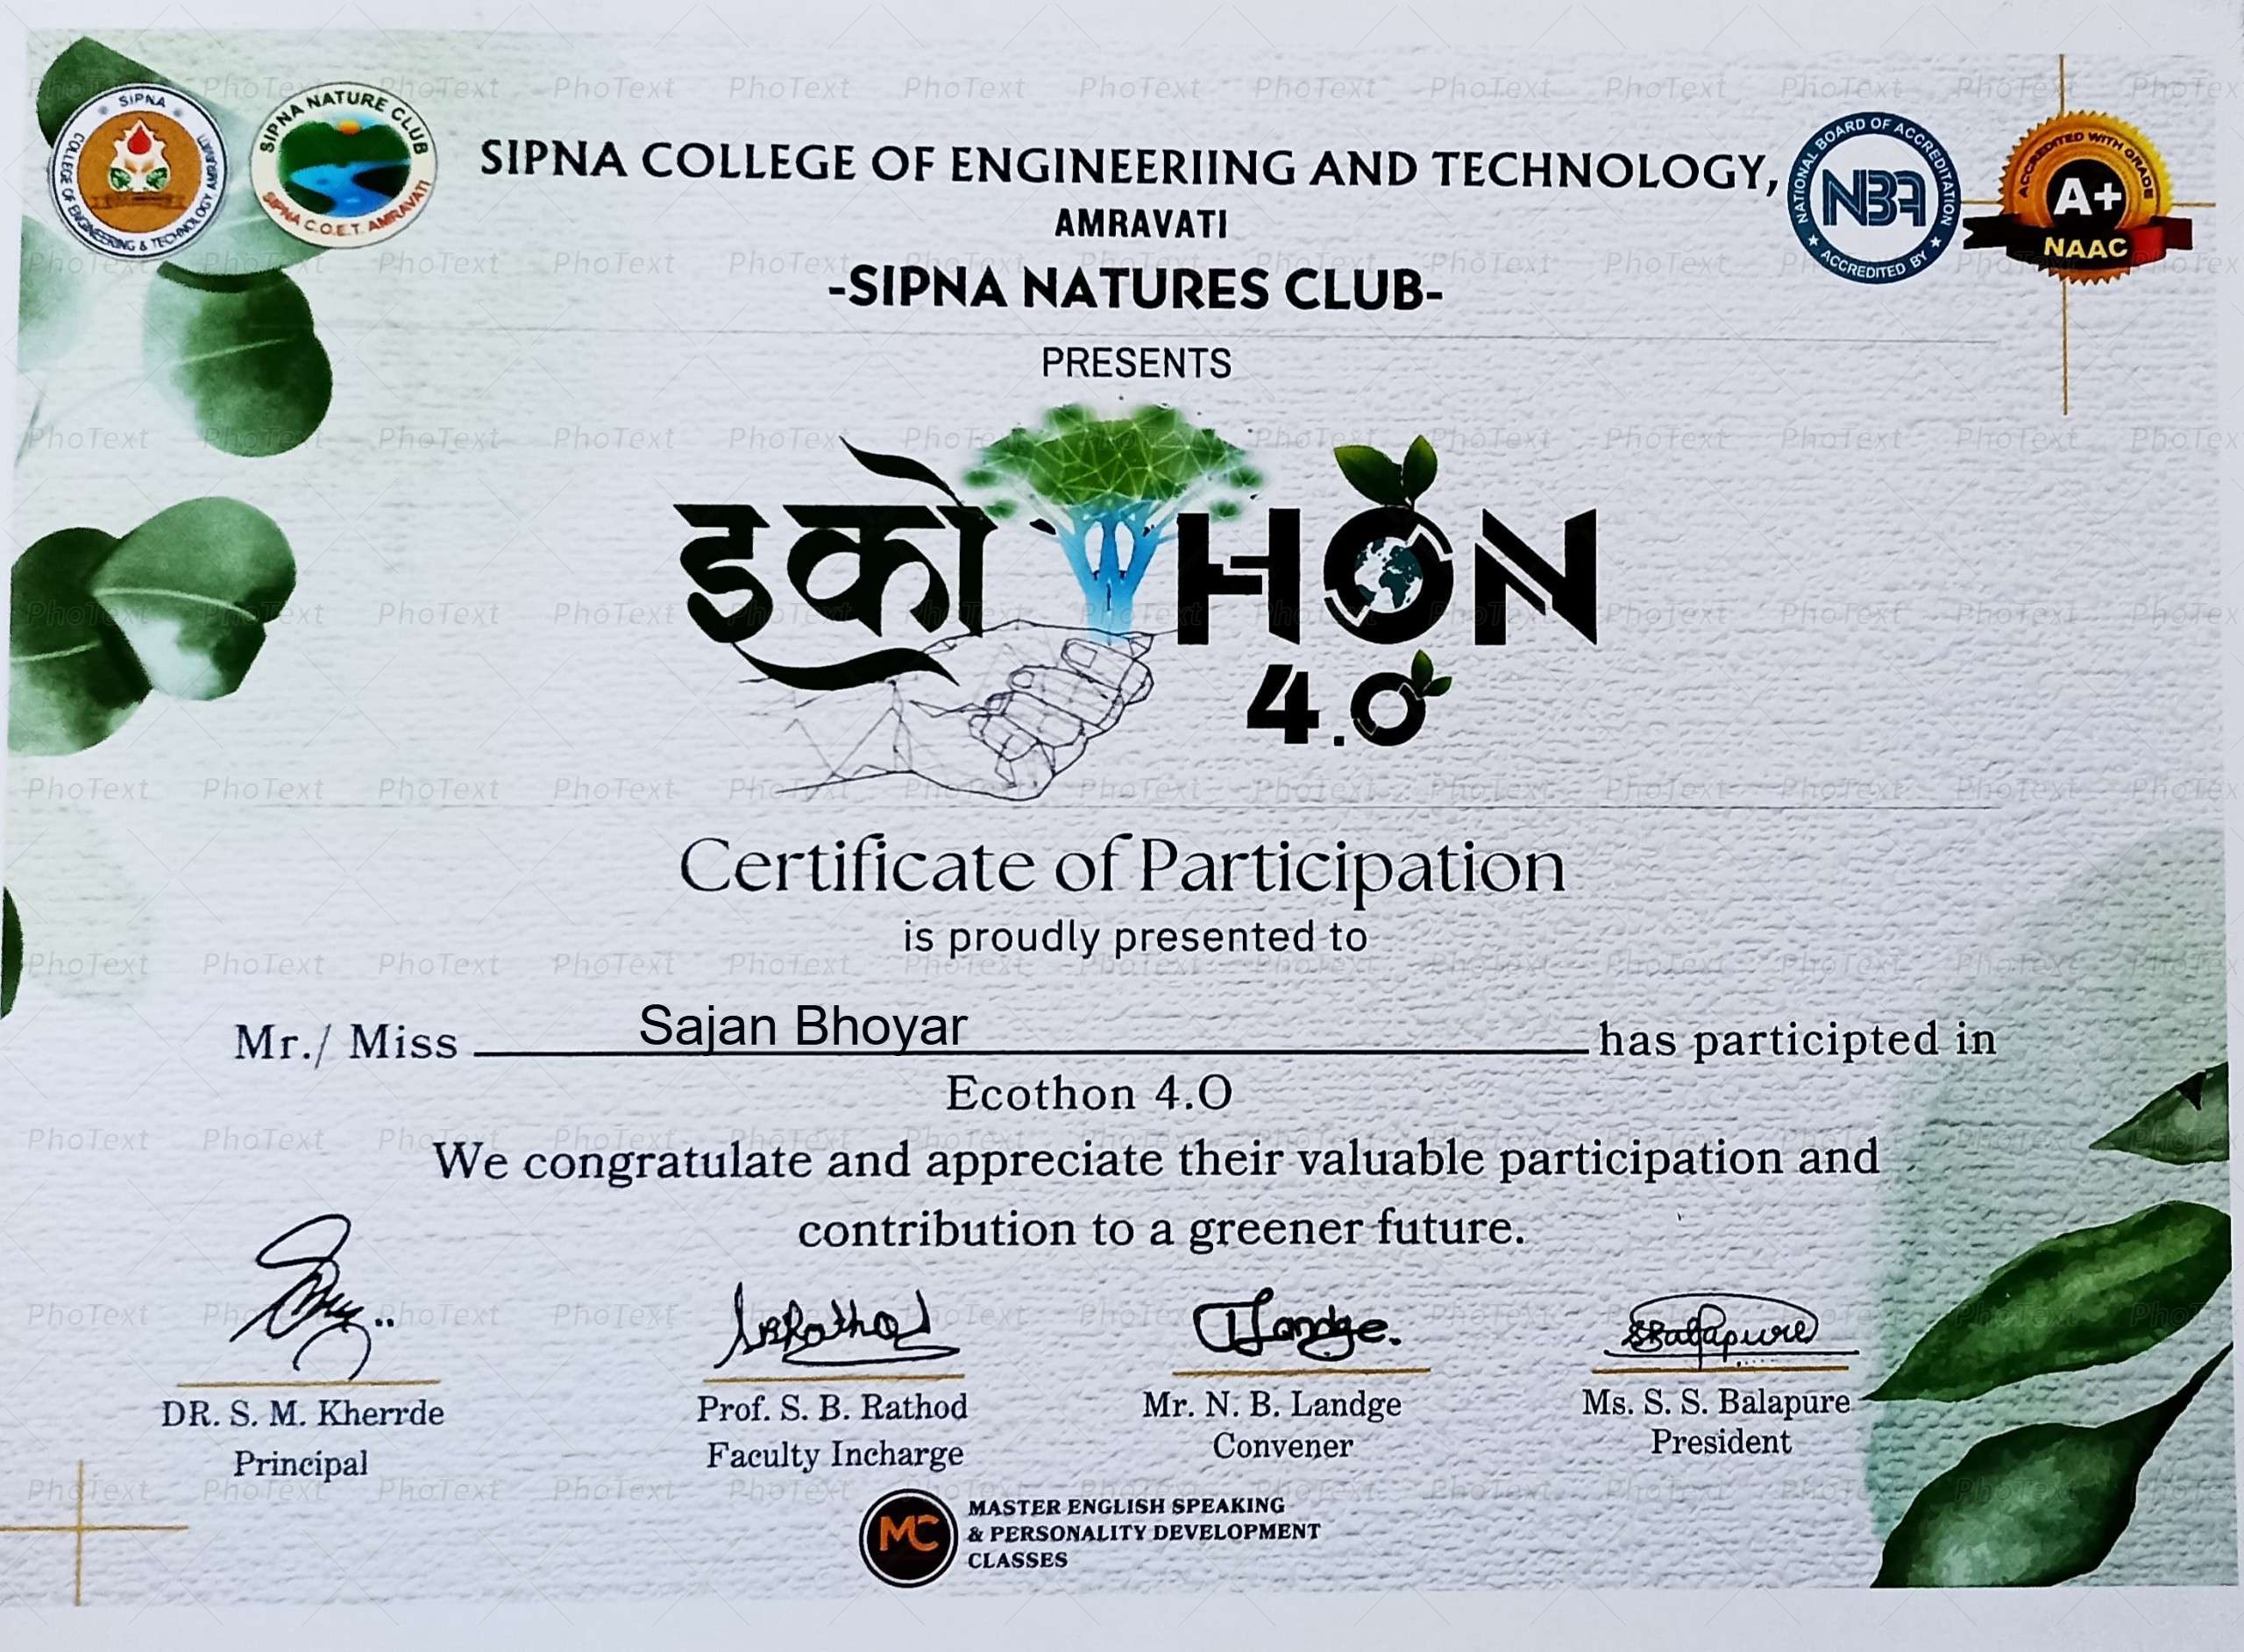 SIPNA
COLLEGE OF ENGINEERING & TECHNOLOGY, AMRAVATI
SIPNA NATURE CLUB
SIPNA C.O.E.T. AMRAVATI
SIPNA COLLEGE OF ENGINEERIING AND TECHNOLOGY,
AMRAVATI
-SIPNA NATURES CLUB-
NATIONAL BOARD OF ACCREDITATION
NBA
ACCREDITED BY
ACCREDITED WITH GRADE
A+
NAAC
PRESENTS
इकोTHON
4.0
Certificate of Participation
is proudly presented to
Mr./ Miss Sajan Bhoyar has particpted in
Ecothon 4.O
We congratulate and appreciate their valuable participation and
contribution to a greener future.
SBRathod
Landge.
SSBalapure
DR. S. M. Kherrde
Prof. S. B. Rathod
Mr. N. B. Landge
Ms. S. S. Balapure
Principal
Faculty Incharge
Convener
President
MC
MASTER ENGLISH SPEAKING
& PERSONALITY DEVELOPMENT
CLASSES
PhoText